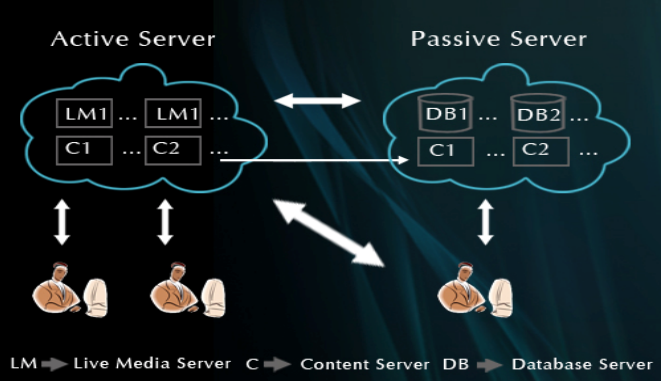 Active Server Passive Server
LM1 ... LM1 ... DB1 ... DB2 ...
C1 ... C2 ... C1 ... C2 ...
LM Live Media Server C Content Server DB Database Server